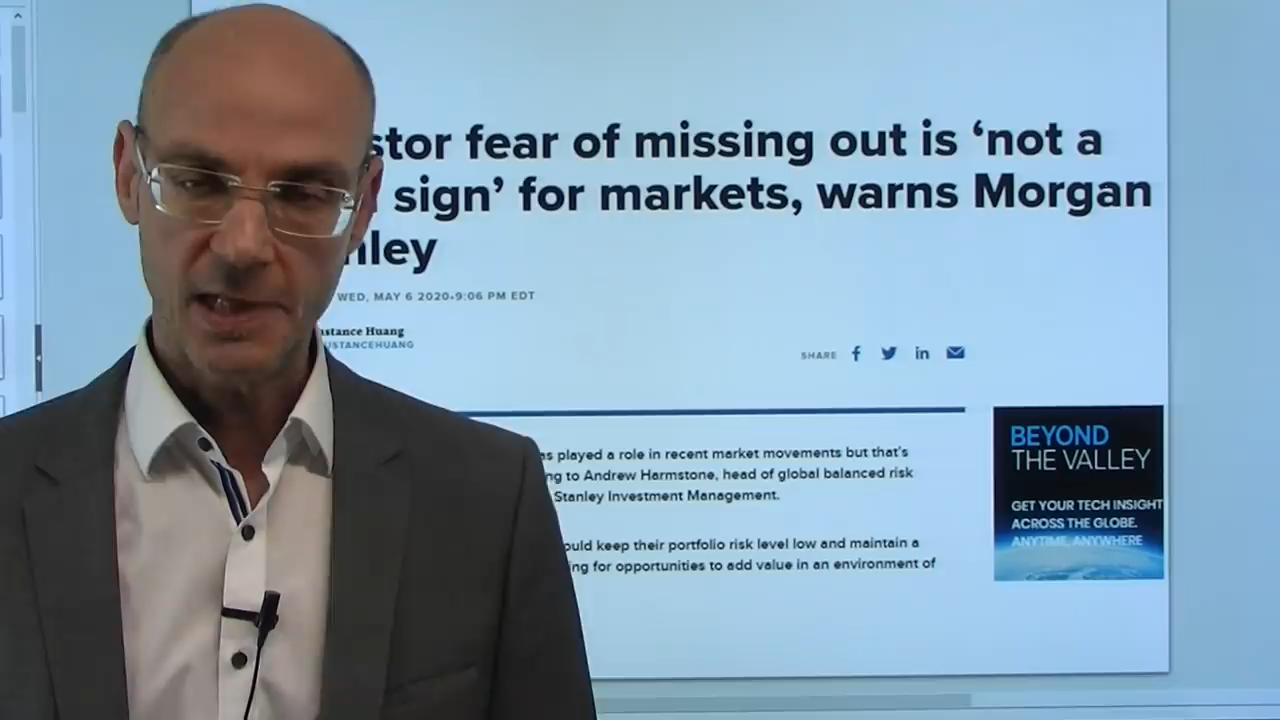 stor fear of missing out is ‘not a
sign’ for markets, warns Morgan
nley
WED, MAY 6 2020•9:06 PM EDT
stance Huang
USTANCEHUANG
SHARE
as played a role in recent market movements but that’s
ng to Andrew Harmstone, head of global balanced risk
Stanley Investment Management.
ould keep their portfolio risk level low and maintain a
ing for opportunities to add value in an environment of
BEYOND
THE VALLEY
GET YOUR TECH INSIGHT
ACROSS THE GLOBE.
ANYTIME, ANYWHERE